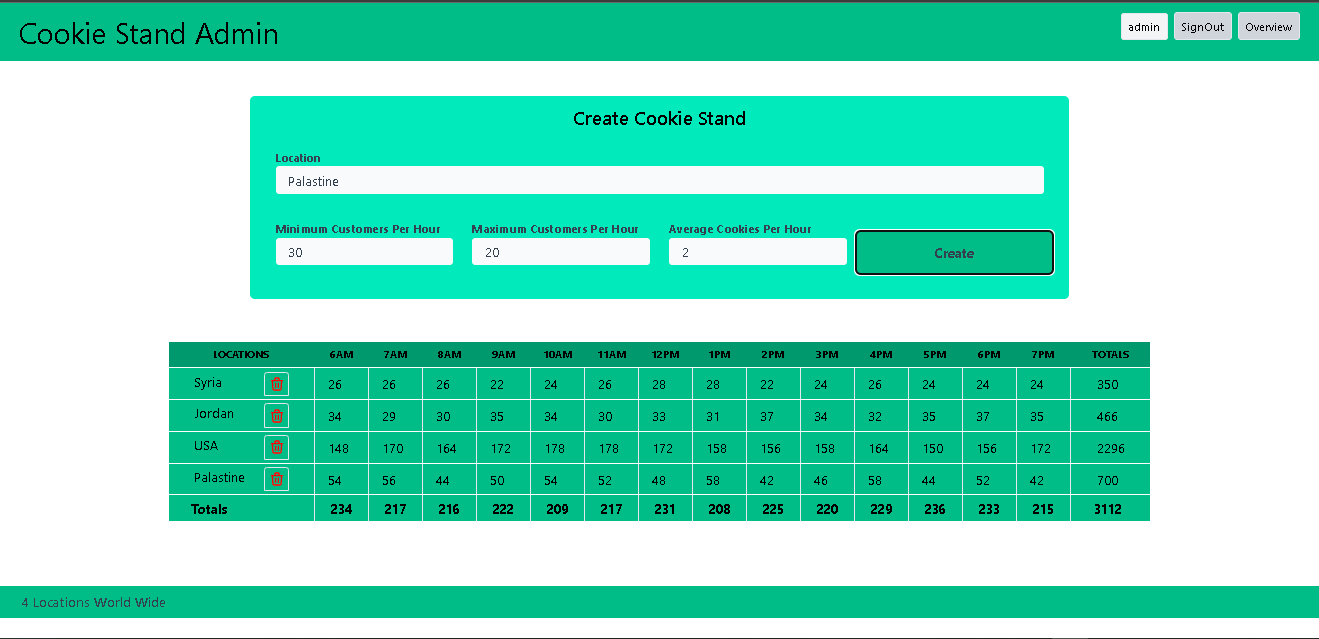 Cookie Stand Admin
admin SignOut Overview
Create Cookie Stand
Location
Palastine
Minimum Customers Per Hour Maximum Customers Per Hour Average Cookies Per Hour
30 20 2 Create
LOCATIONS 6AM 7AM 8AM 9AM 10AM 11AM 12PM 1PM 2PM 3PM 4PM 5PM 6PM 7PM TOTALS
Syria 26 26 26 22 24 26 28 28 22 24 26 24 24 24 350
Jordan 34 29 30 35 34 30 33 31 37 34 32 35 37 35 466
USA 148 170 164 172 178 178 172 158 156 158 164 150 156 172 2296
Palastine 54 56 44 50 54 52 48 58 42 46 58 44 52 42 700
Totals 234 217 216 222 209 217 231 208 225 220 229 236 233 215 3112
4 Locations World Wide